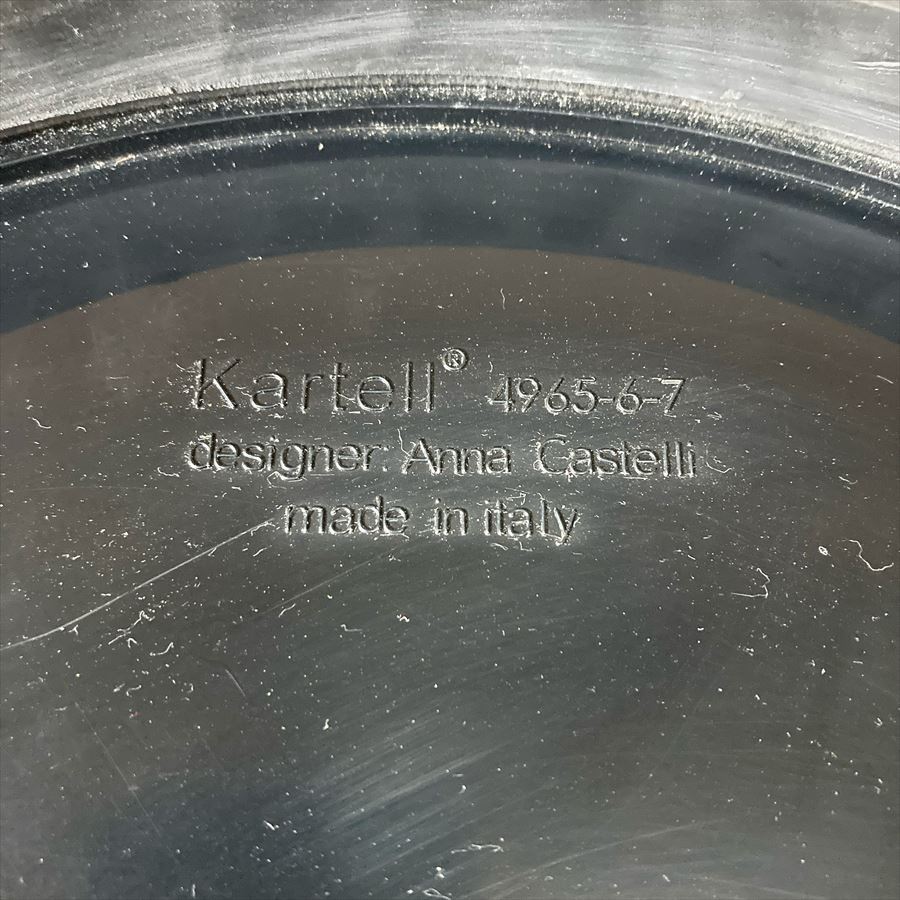 Kartell® 4965-6-7
designer: Anna Castelli
made in italy